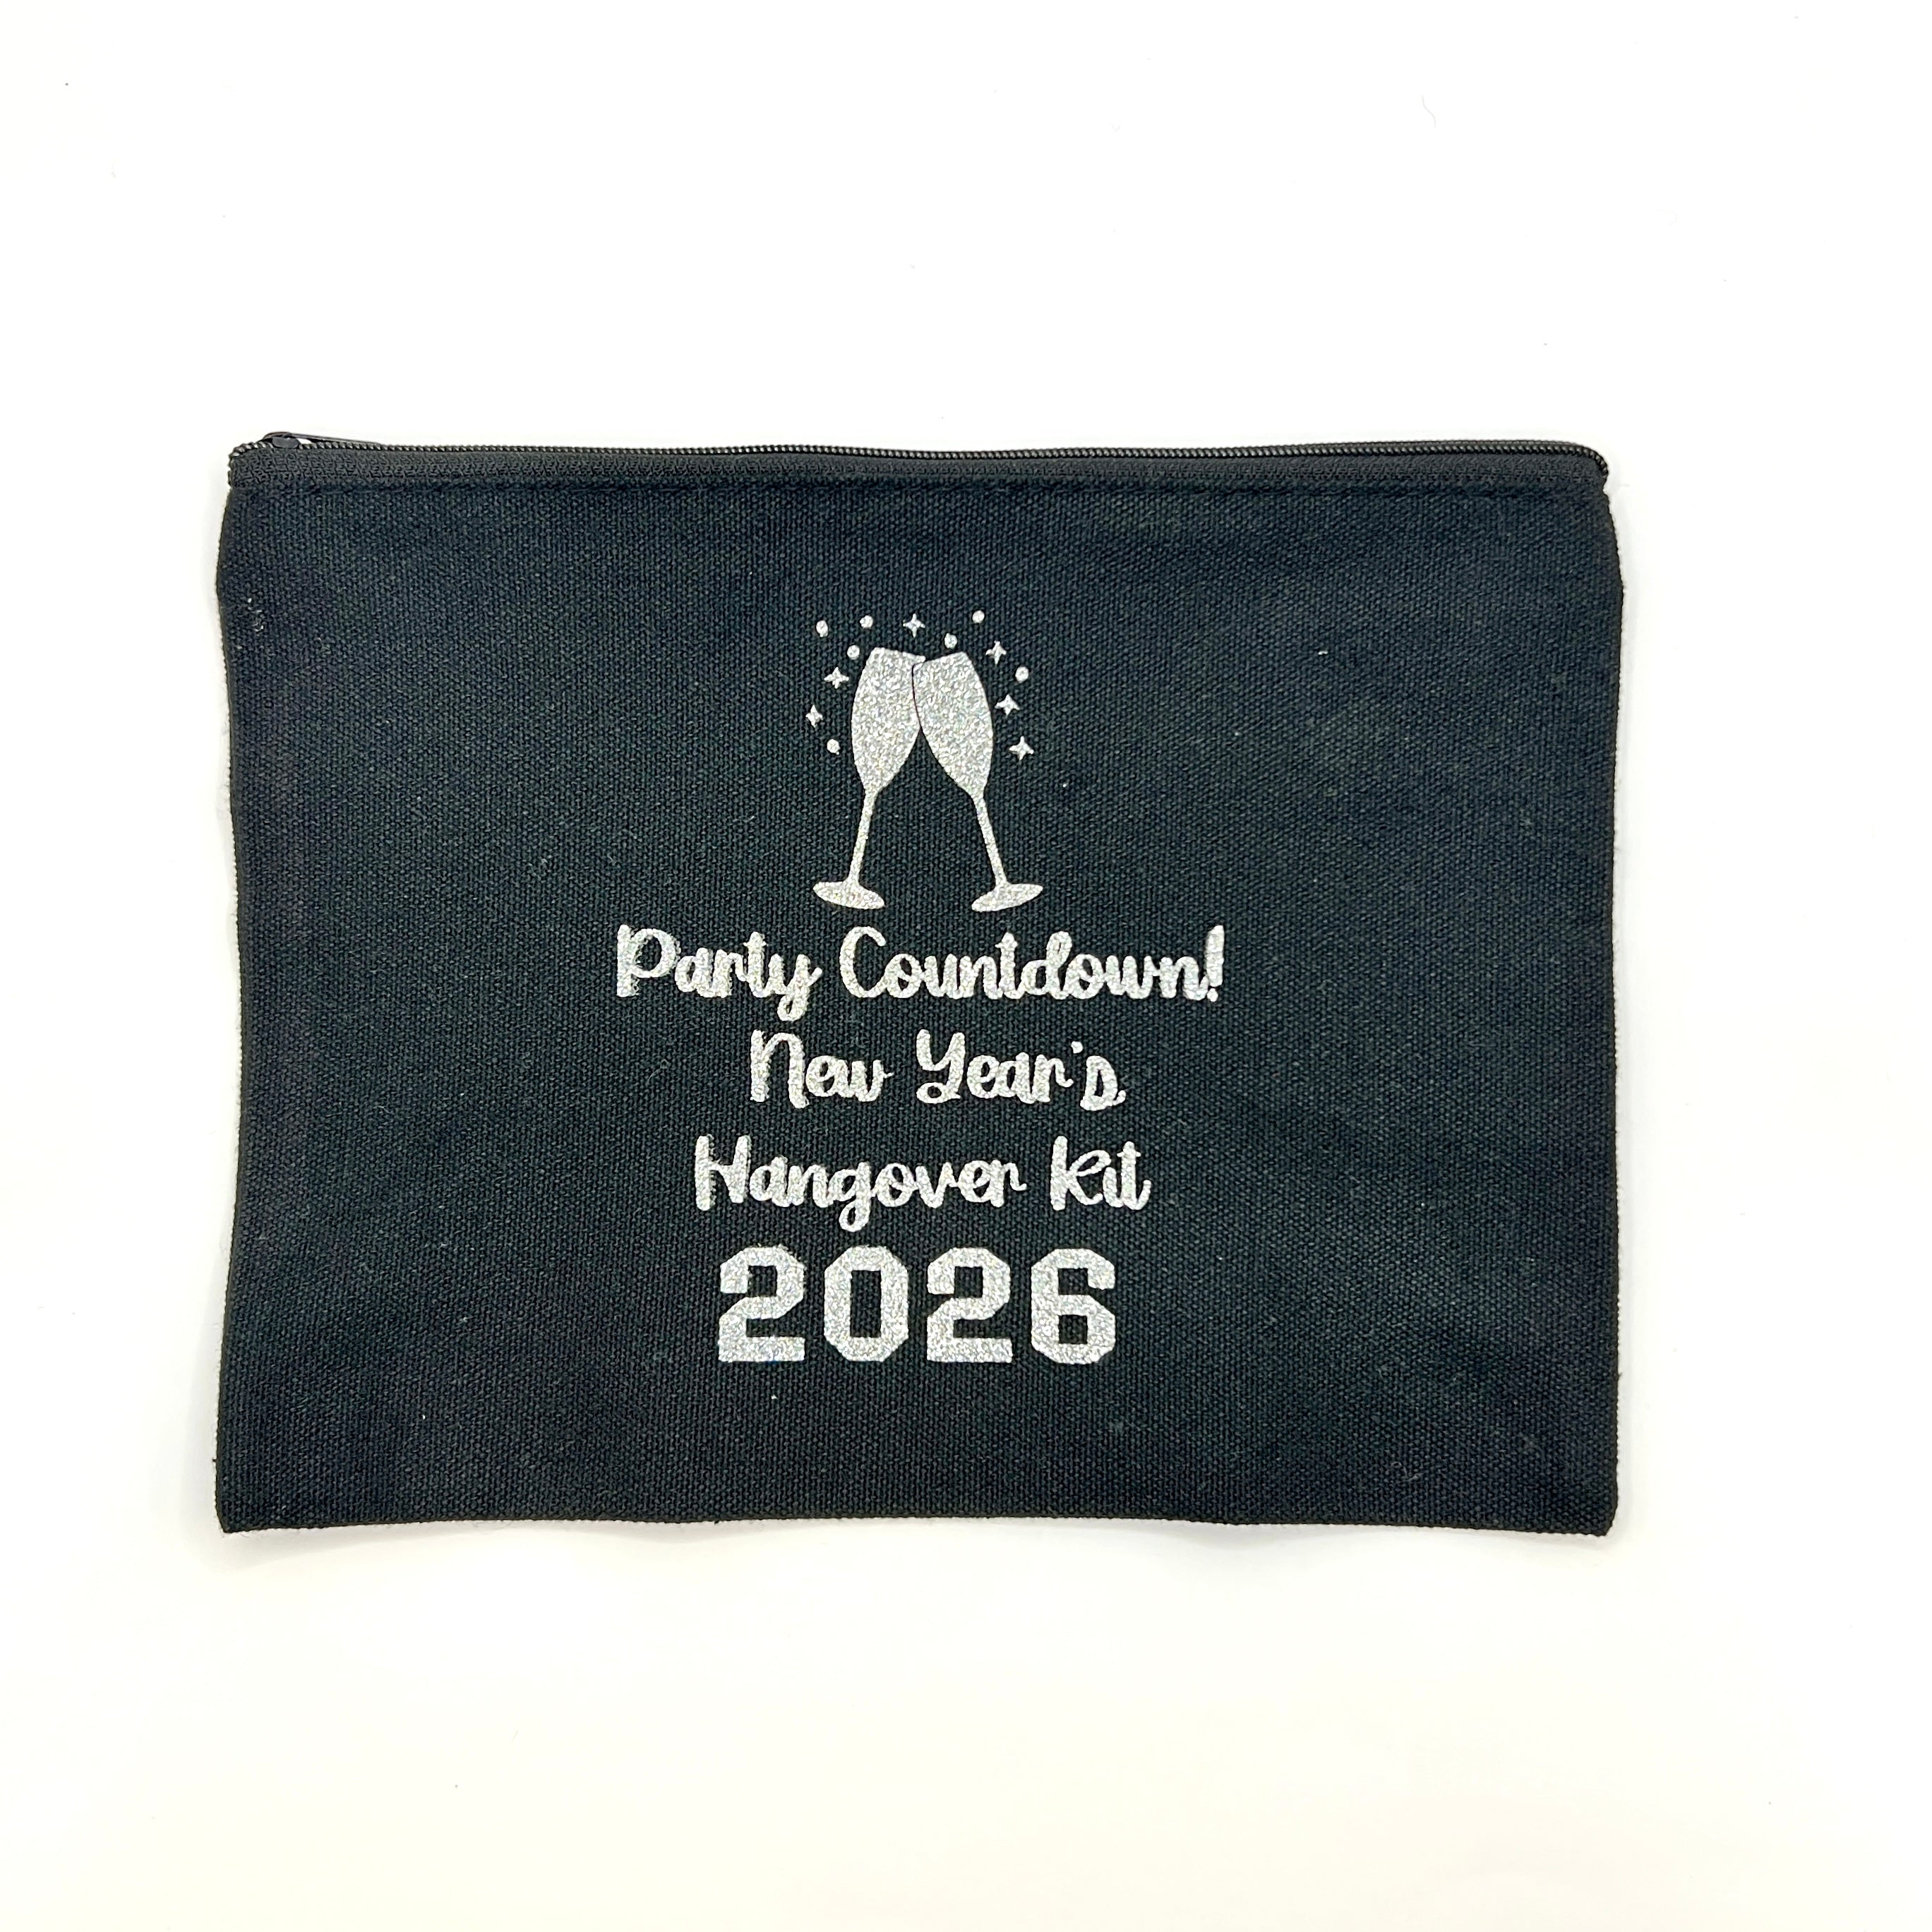 Party Countdown!
New Year's
Hangover Kit
2026